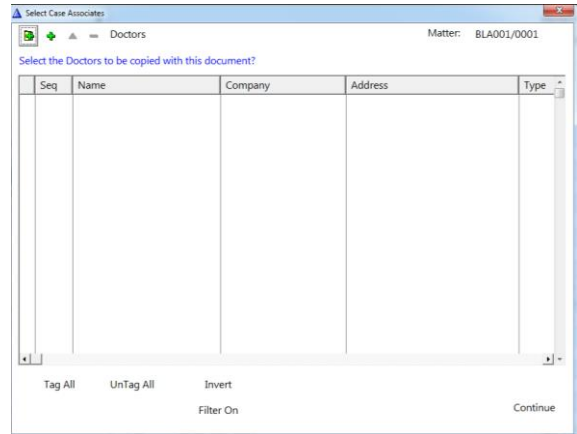 Select Case Associates
Doctors Matter: BLA001/0001
Select the Doctors to be copied with this document?
Seq Name Company Address Type
Tag All UnTag All Invert
Filter On Continue